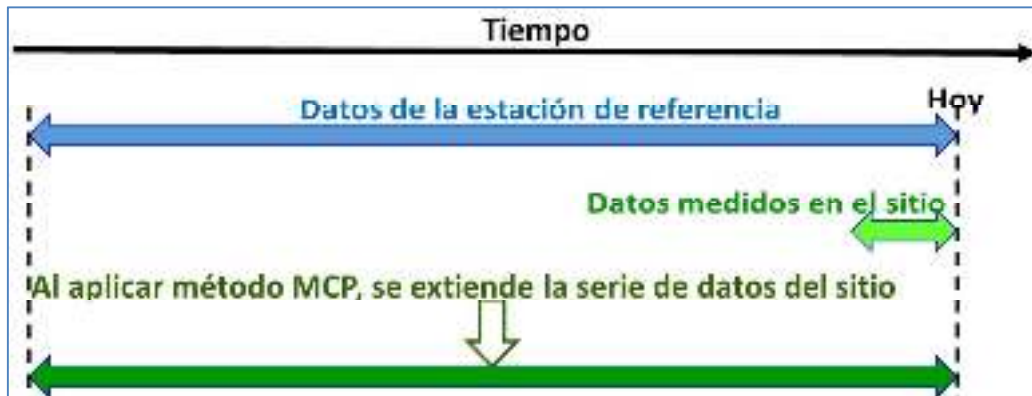 Tiempo
Hoy
Datos de la estación de referencia
Datos medidos en el sitio
Al aplicar método MCP, se extiende la serie de datos del sitio